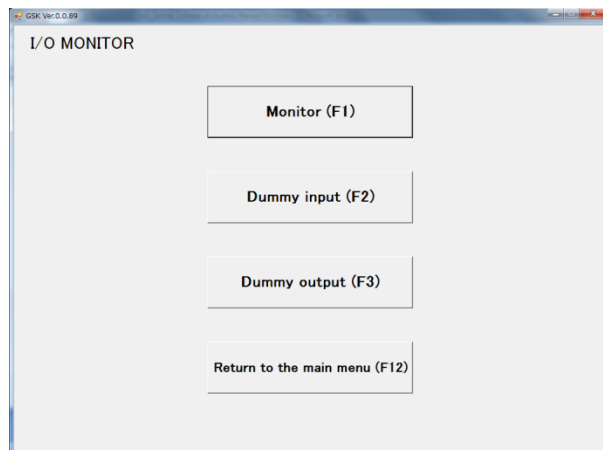 GSK Ver.0.0.89
I/O MONITOR
Monitor (F1)
Dummy input (F2)
Dummy output (F3)
Return to the main menu (F12)